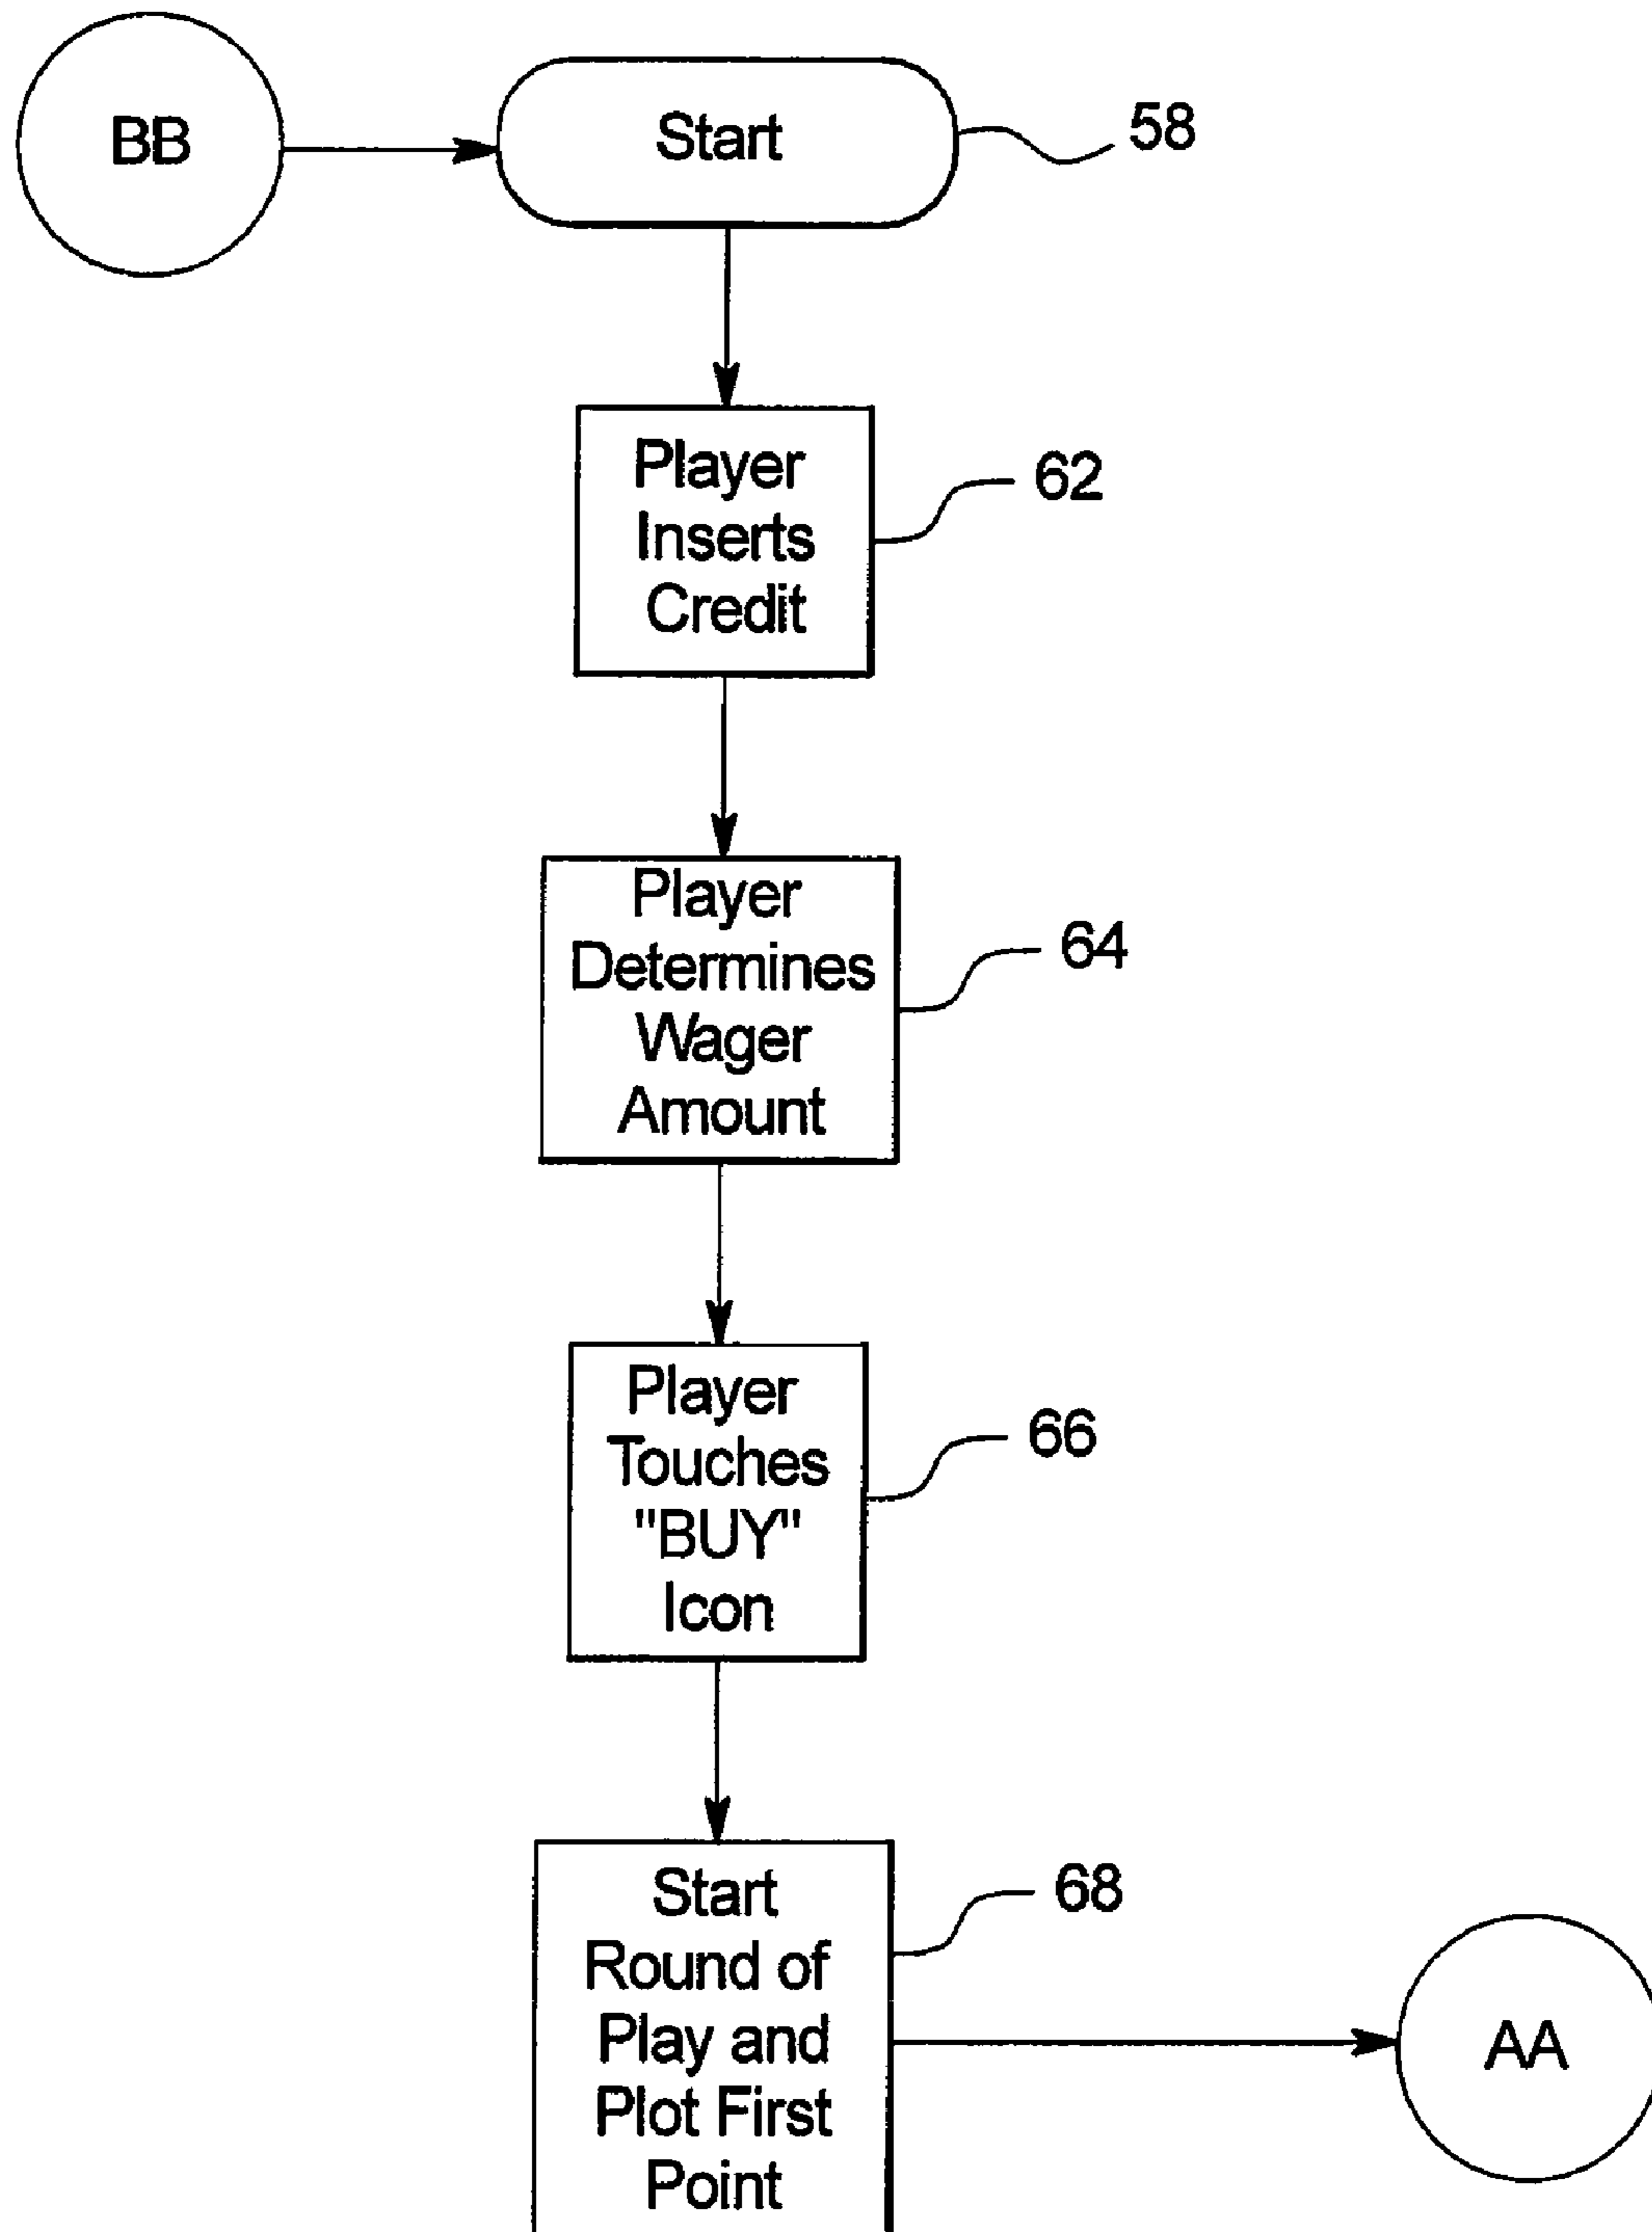 BB
Start
58
Player
Inserts
Credit
62
Player
Determines
Wager
Amount
64
Player
Touches
"BUY"
Icon
66
Start
Round of
Play and
Plot First
Point
68
AA